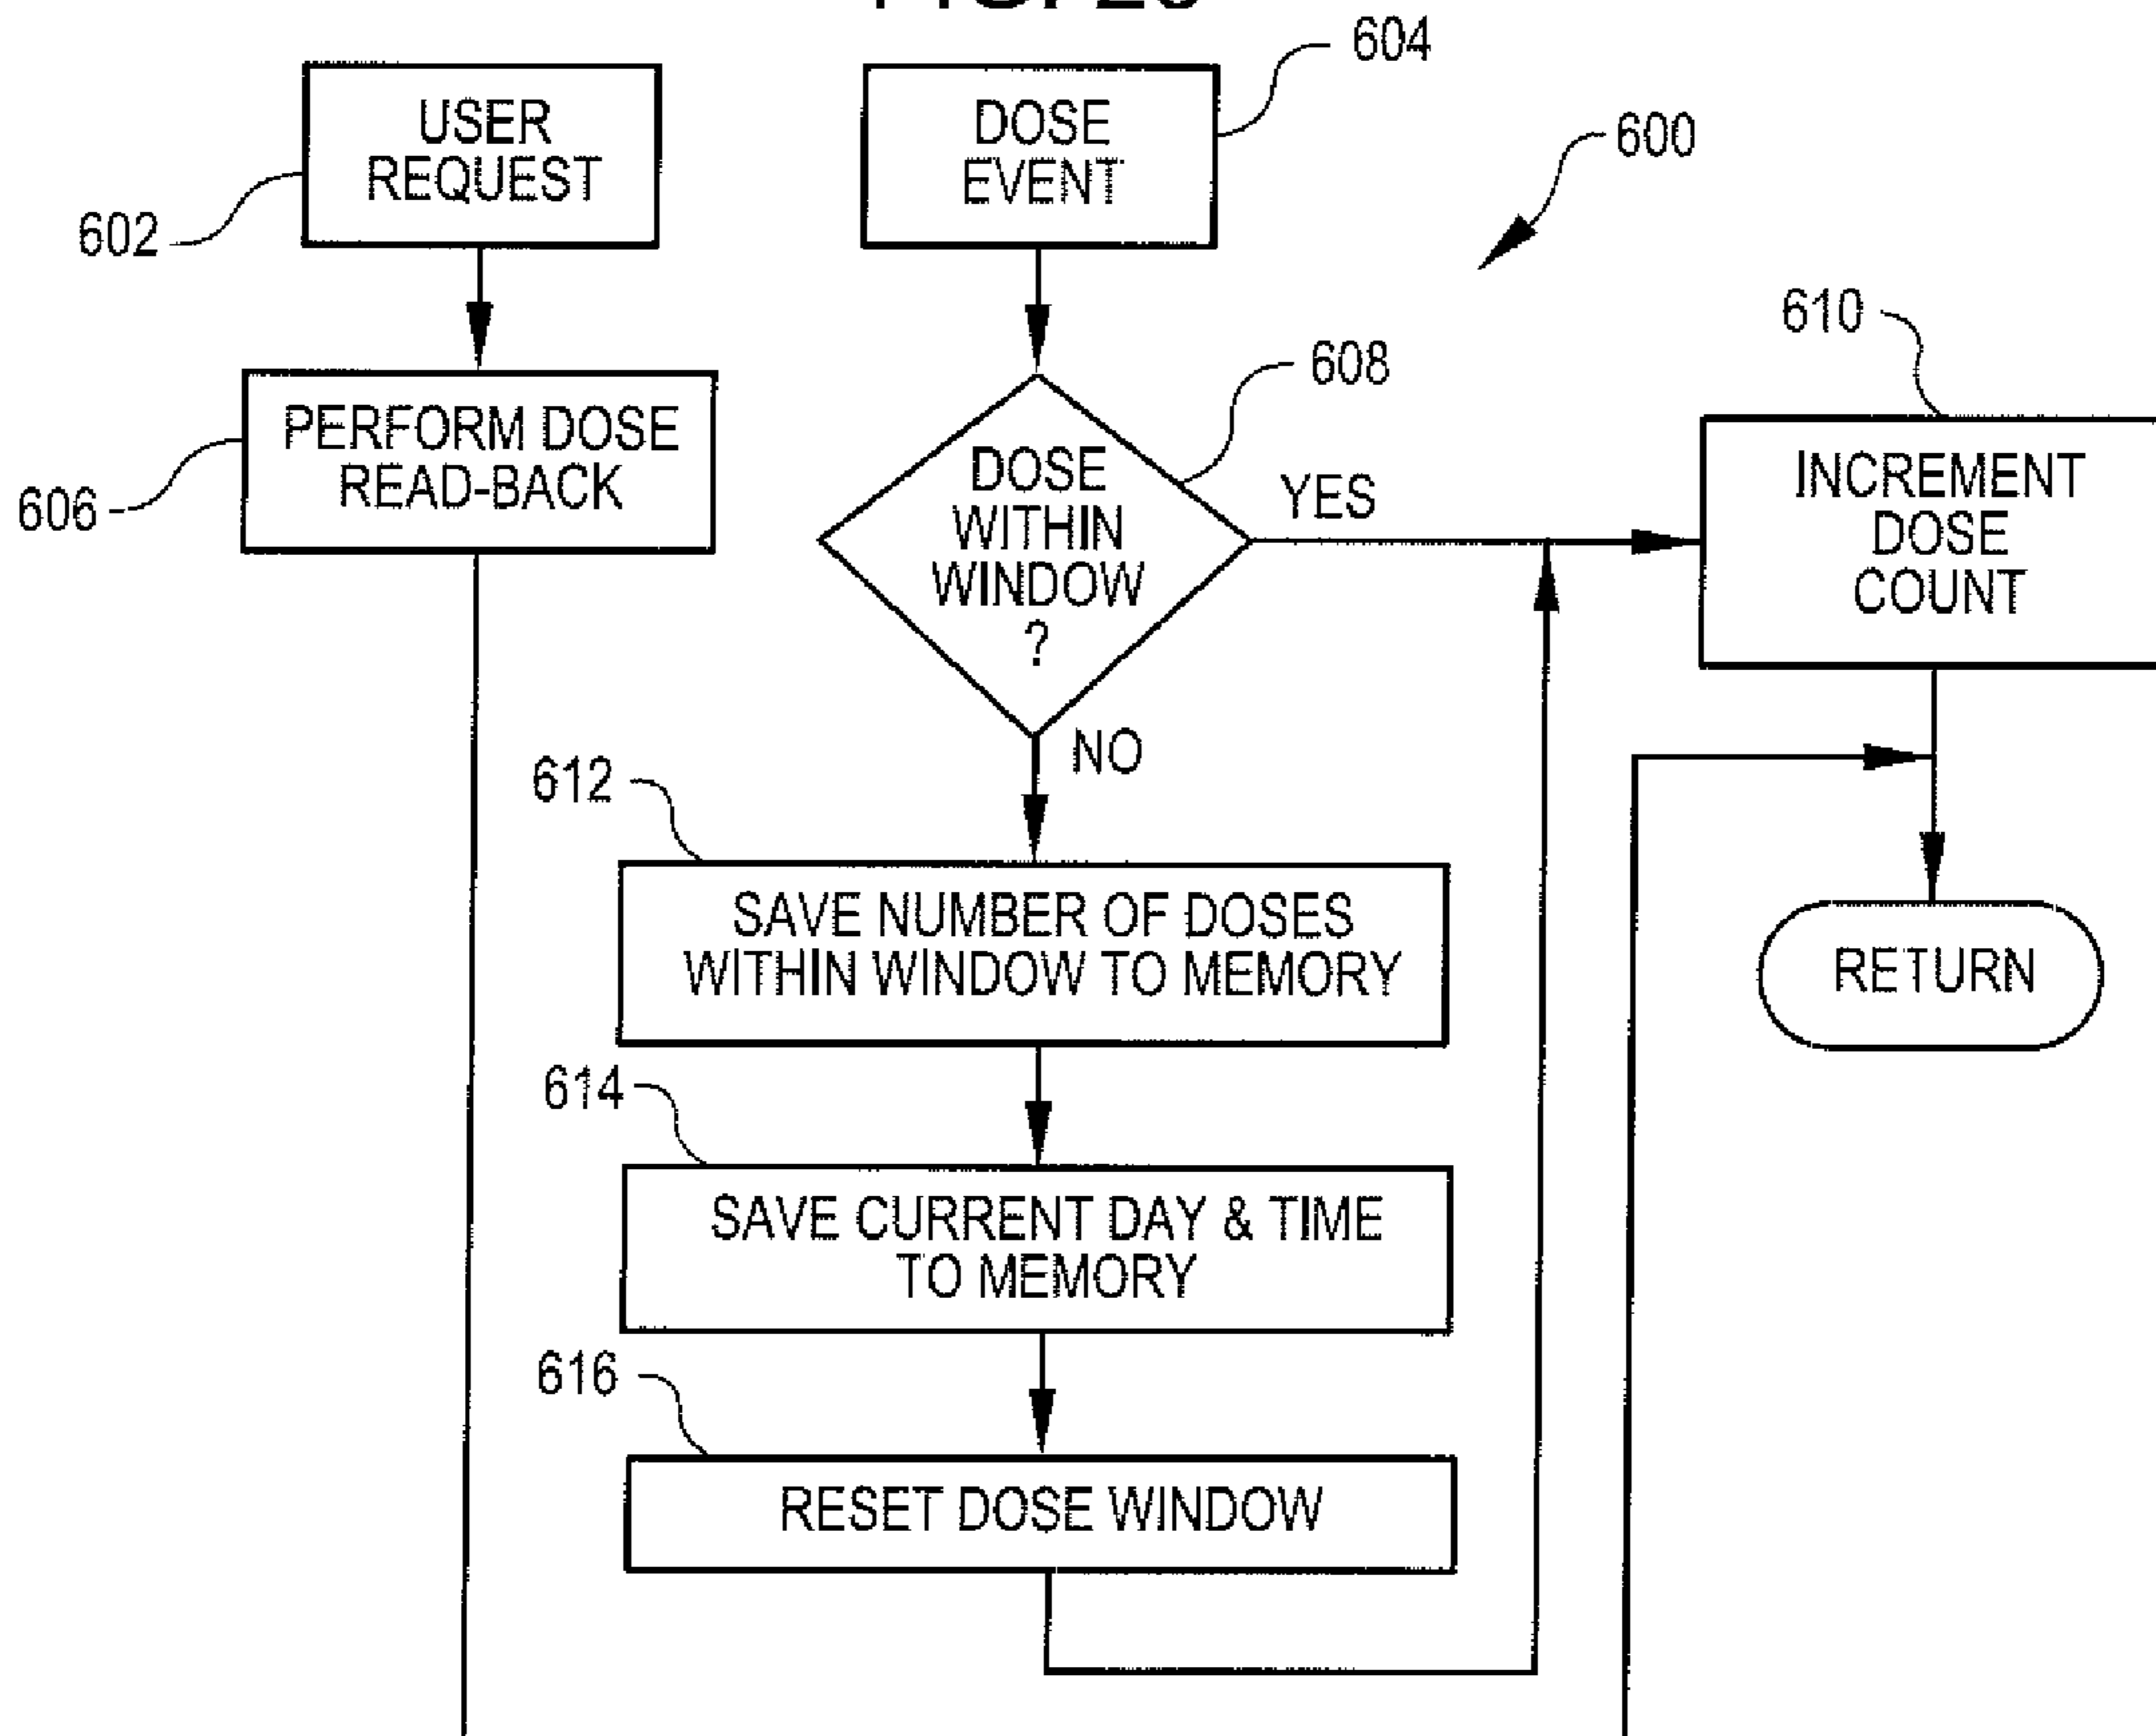 604
USER
REQUEST
602
DOSE
EVENT
600
610
606
PERFORM DOSE
READ-BACK
608
DOSE
WITHIN
WINDOW
?
YES
INCREMENT
DOSE
COUNT
NO
612
SAVE NUMBER OF DOSES
WITHIN WINDOW TO MEMORY
RETURN
614
SAVE CURRENT DAY & TIME
TO MEMORY
616
RESET DOSE WINDOW